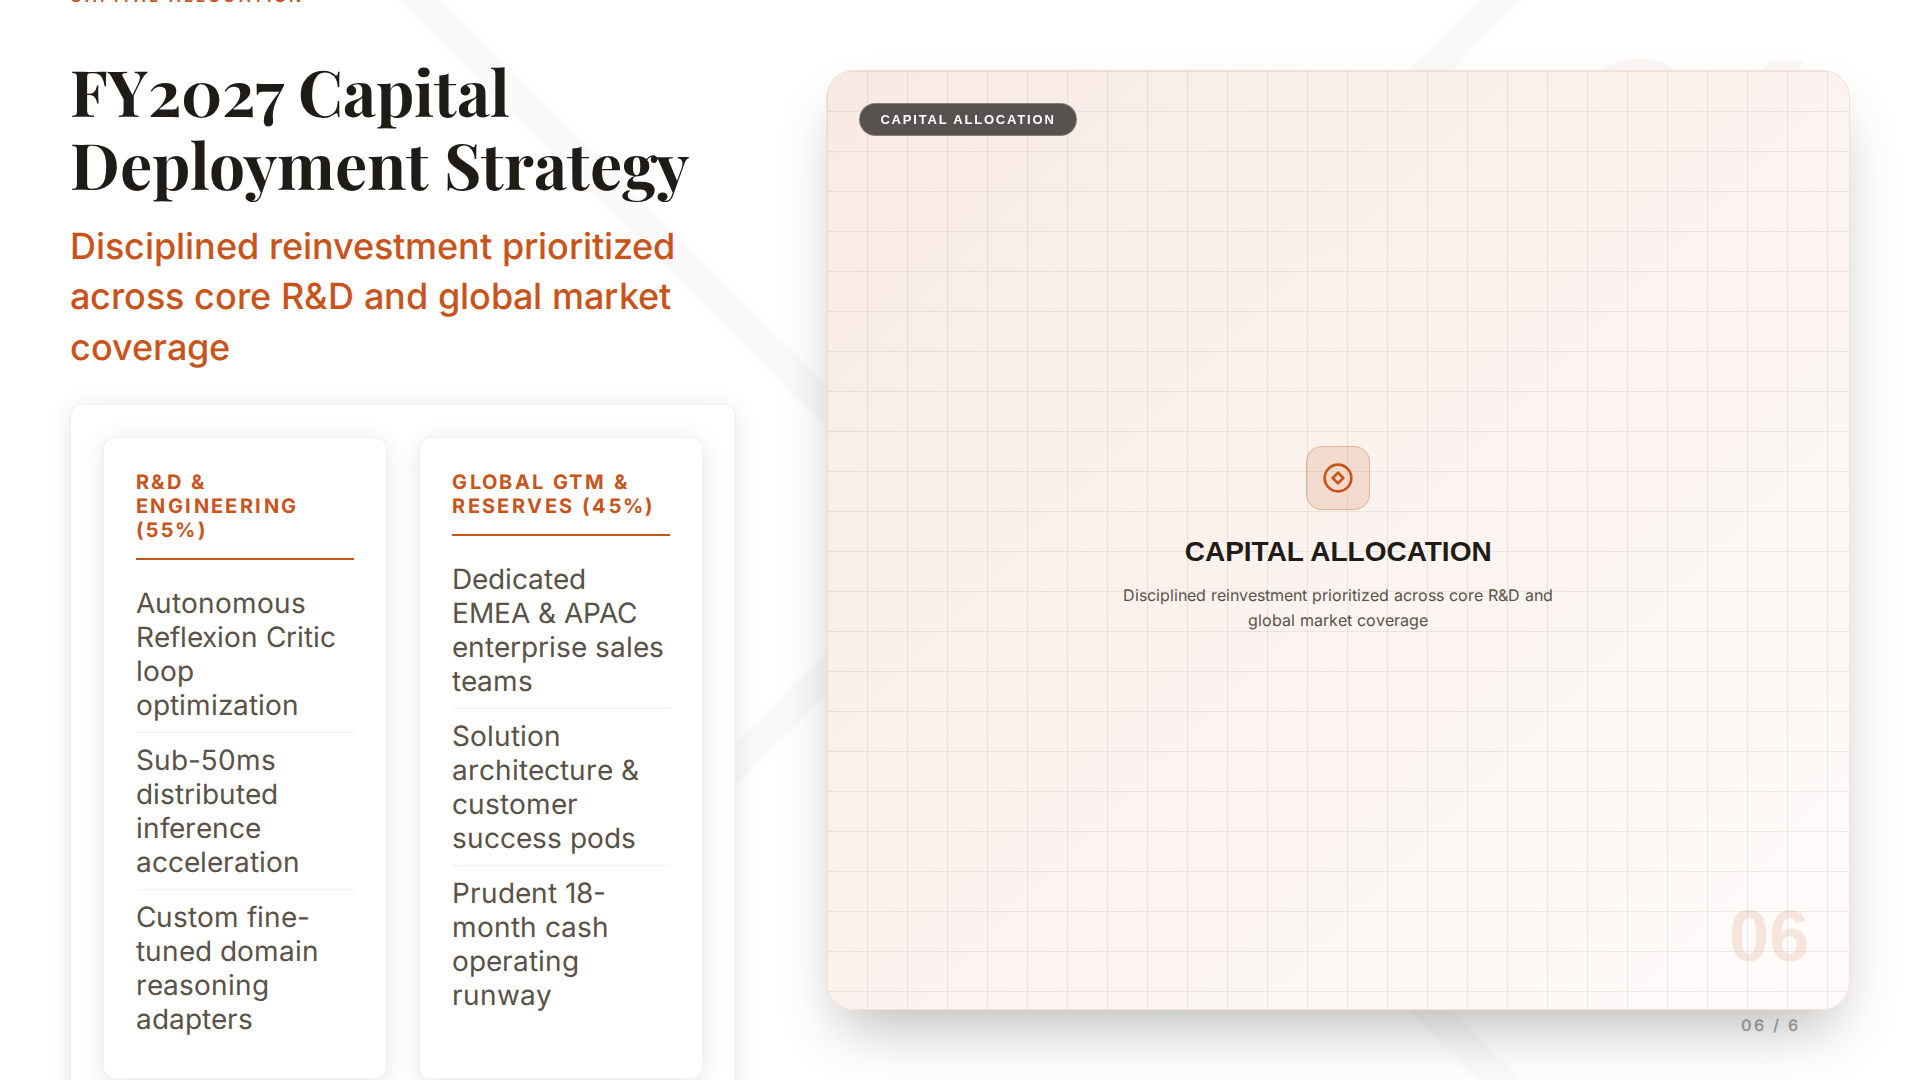 CAPITAL ALLOCATION
FY2027 Capital
Deployment Strategy
Disciplined reinvestment prioritized
across core R&D and global market
coverage
R&D &
ENGINEERING
(55%)
Autonomous
Reflexion Critic
loop
optimization
Sub-50ms
distributed
inference
acceleration
Custom fine-
tuned domain
reasoning
adapters
GLOBAL GTM &
RESERVES (45%)
Dedicated
EMEA & APAC
enterprise sales
teams
Solution
architecture &
customer
success pods
Prudent 18-
month cash
operating
runway
CAPITAL ALLOCATION
CAPITAL ALLOCATION
Disciplined reinvestment prioritized across core R&D and
global market coverage
06
06 / 6